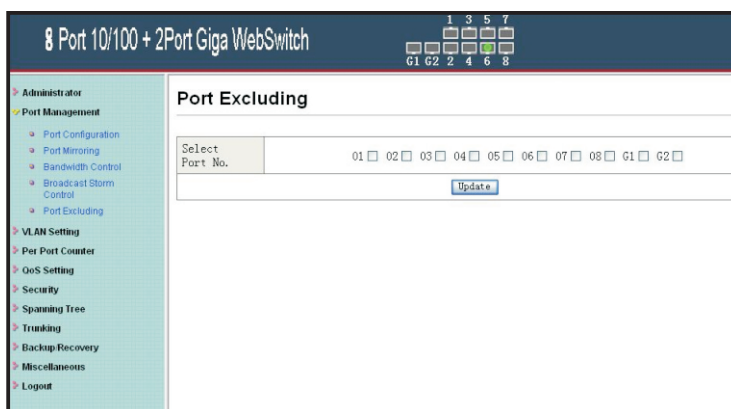 8 Port 10/100 + 2Port Giga WebSwitch
1 3 5 7
G1 G2 2 4 6 8
Administrator
Port Management
Port Configuration
Port Mirroring
Bandwidth Control
Broadcast Storm
Control
Port Excluding
VLAN Setting
Per Port Counter
QoS Setting
Security
Spanning Tree
Trunking
Backup/Recovery
Miscellaneous
Logout
Port Excluding
Select
Port No.
01 02 03 04 05 06 07 08 G1 G2
Update